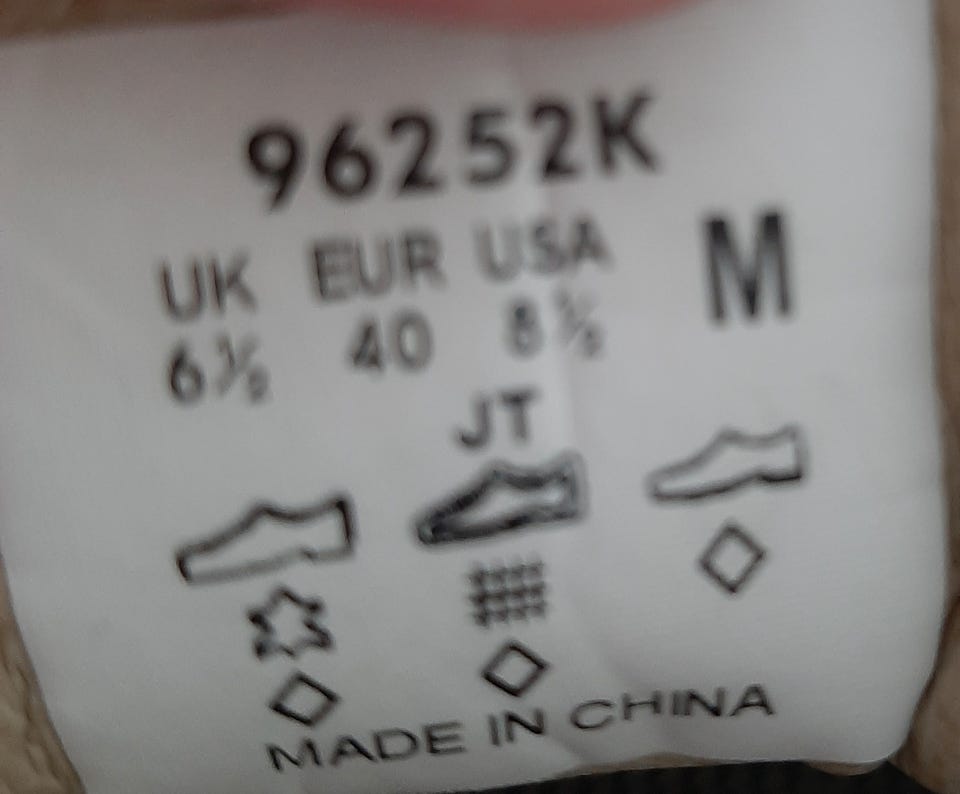 96252K
UK EUR USA M
6½ 40 8½
JT
MADE IN CHINA